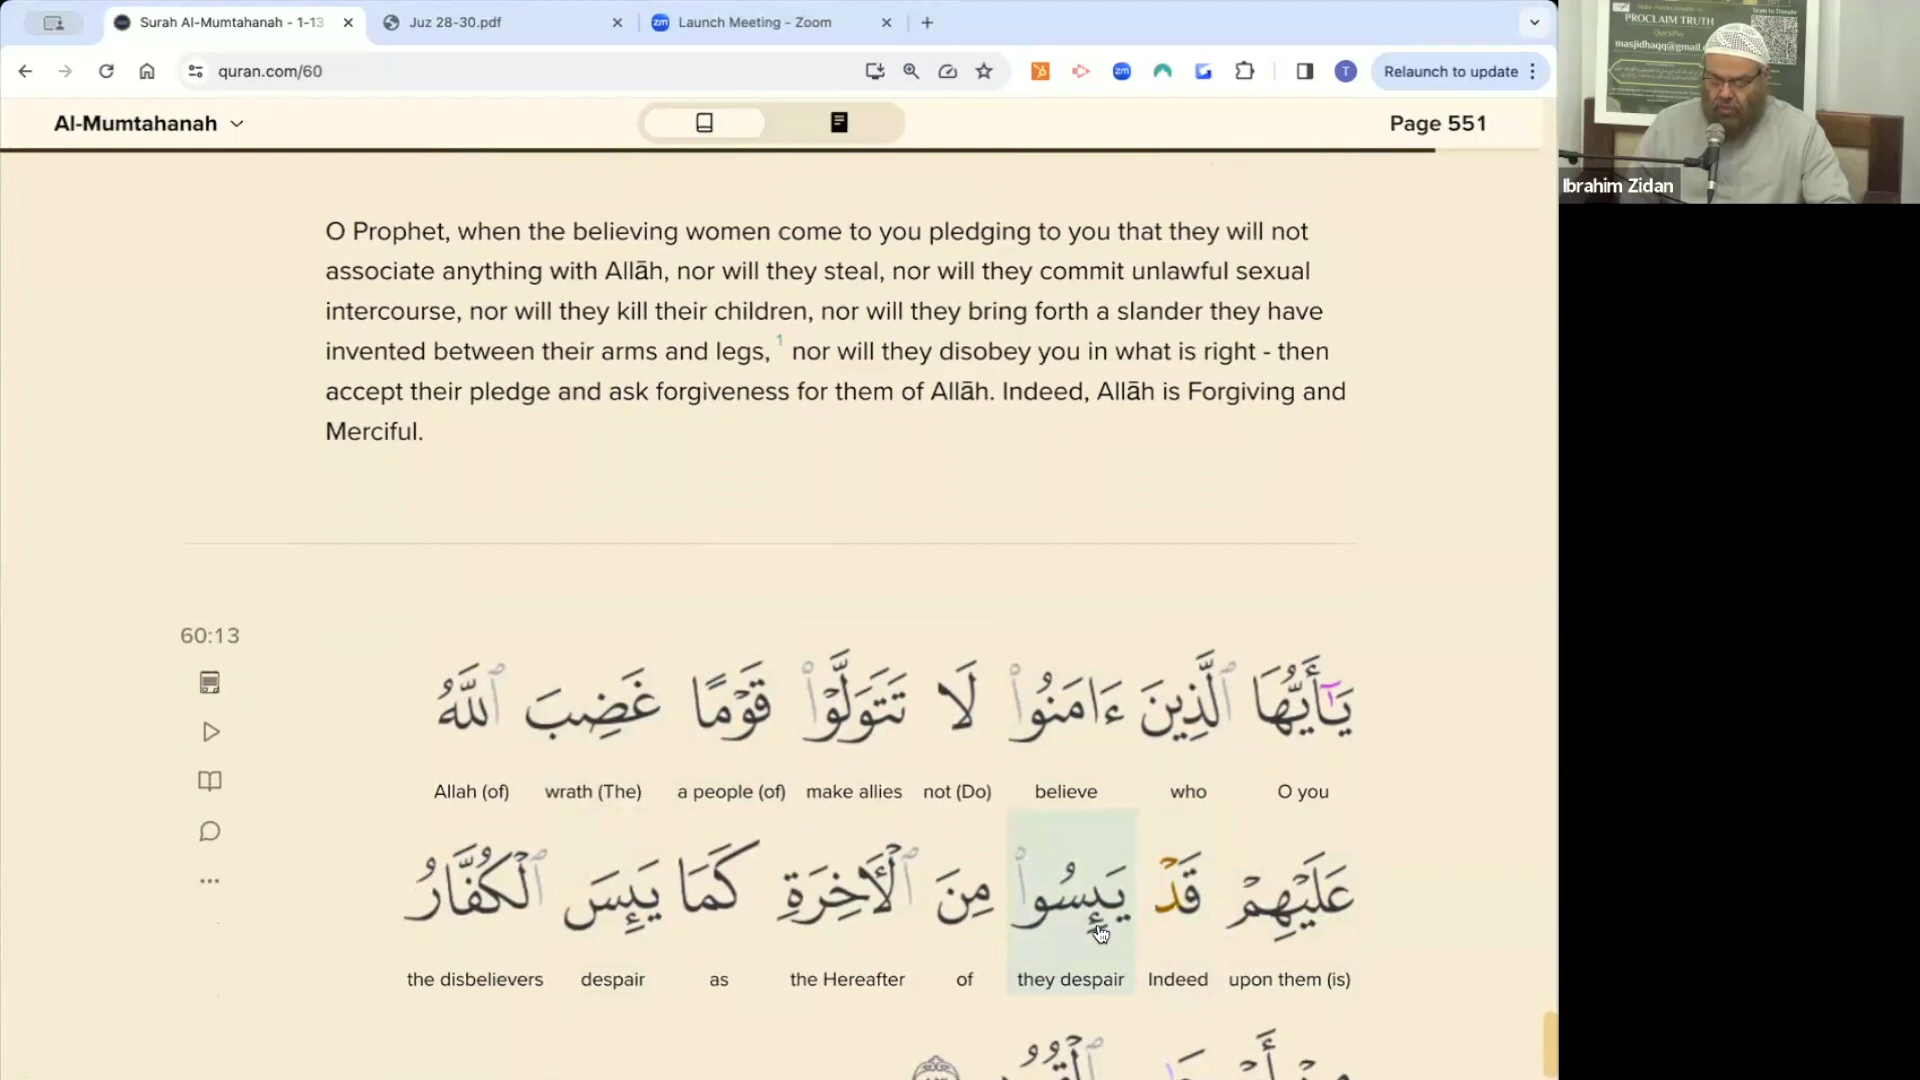 Surah Al-Mumtahanah - 1-13
Juz 28-30.pdf
Launch Meeting - Zoom
quran.com/60
T
Relaunch to update
Al-Mumtahanah
Page 551
PROCLAIM TRUTH
masjidhaqq@gmail.
Ibrahim Zidan
O Prophet, when the believing women come to you pledging to you that they will not
associate anything with Allāh, nor will they steal, nor will they commit unlawful sexual
intercourse, nor will they kill their children, nor will they bring forth a slander they have
invented between their arms and legs, 1 nor will they disobey you in what is right - then
accept their pledge and ask forgiveness for them of Allāh. Indeed, Allāh is Forgiving and
Merciful.
60:13
يَـٰٓأَيُّهَا ٱلَّذِينَ ءَامَنُوا۟ لَا تَتَوَلَّوْا۟ قَوْمًا غَضِبَ ٱللَّهُ
Allah (of) wrath (The) a people (of) make allies not (Do) believe who O you
عَلَيْهِمْ قَدْ يَئِسُوا۟ مِنَ ٱلْـَٔاخِرَةِ كَمَا يَئِسَ ٱلْكُفَّارُ
the disbelievers despair as the Hereafter of they despair Indeed upon them (is)